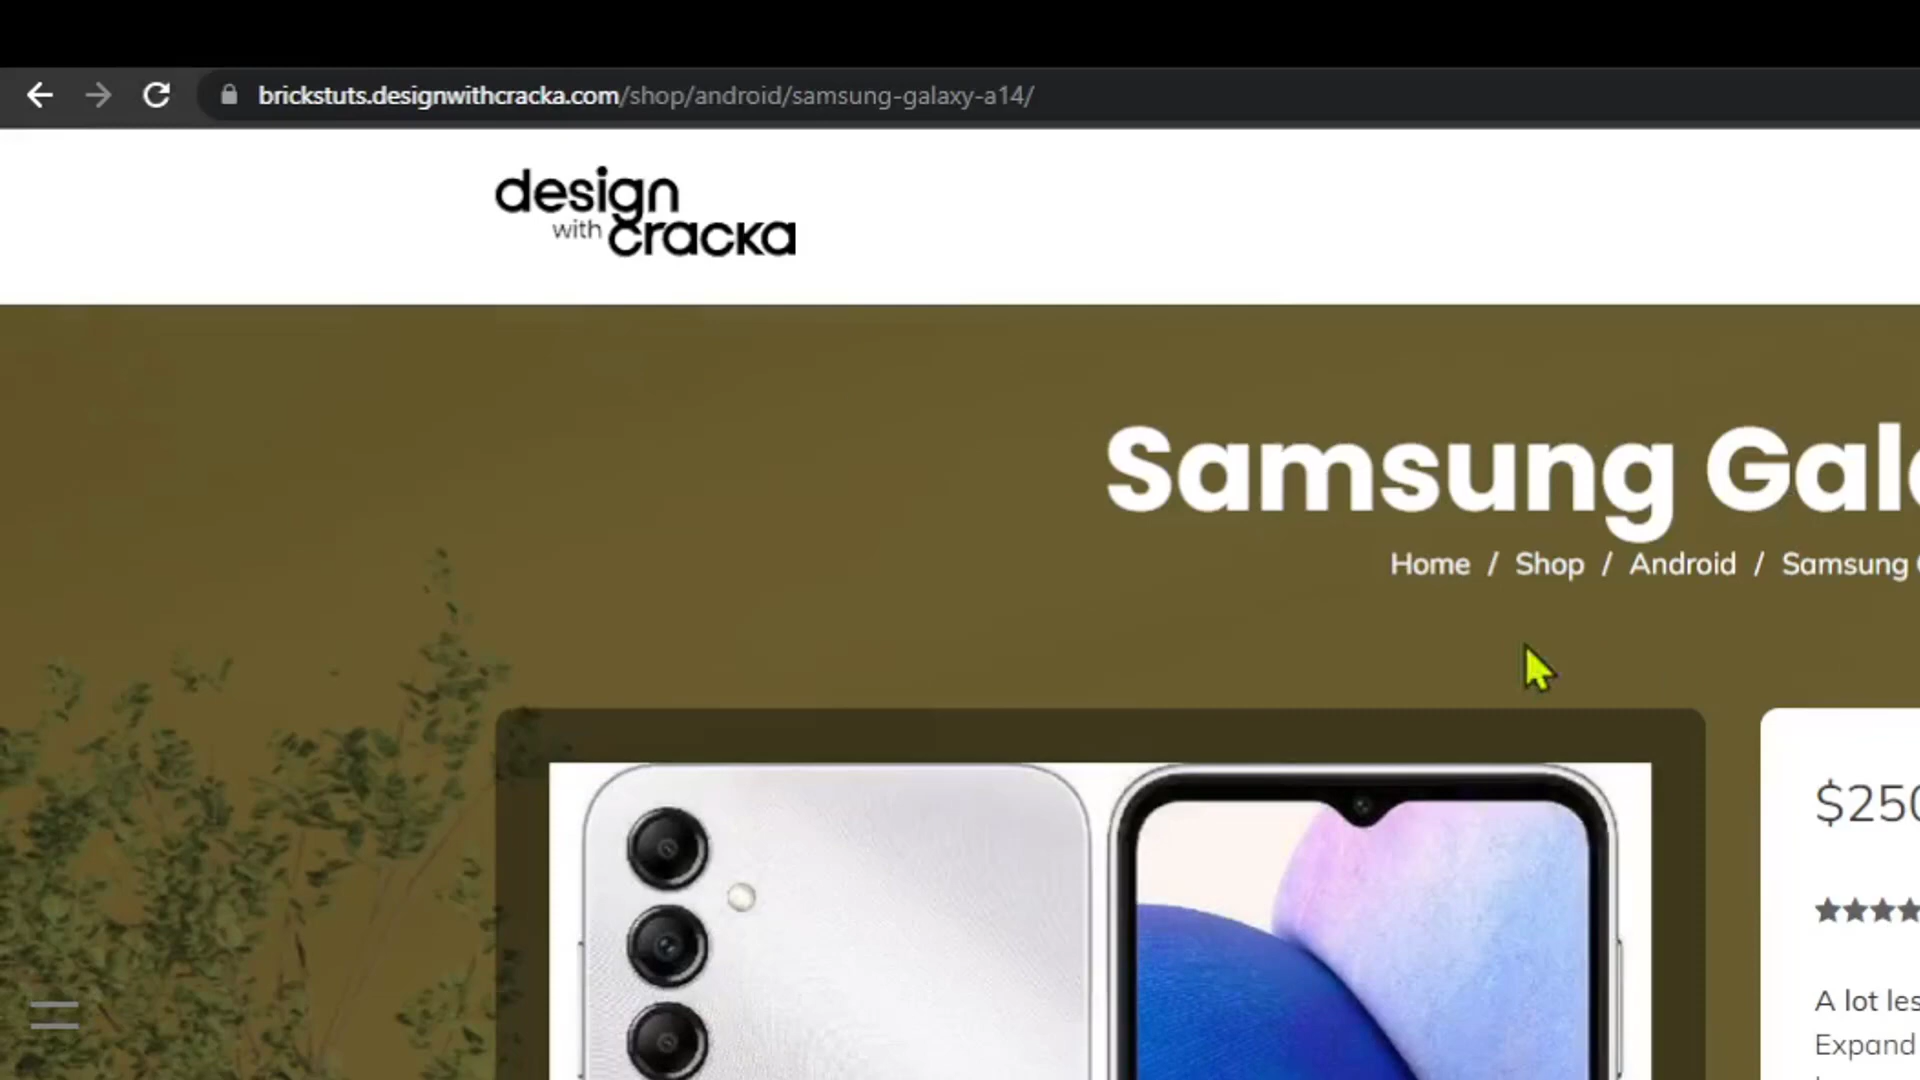 brickstuts.designwithcracka.com/shop/android/samsung-galaxy-a14/
design
with cracka
Samsung Gal
Home / Shop / Android / Samsung
$250
A lot les
Expand